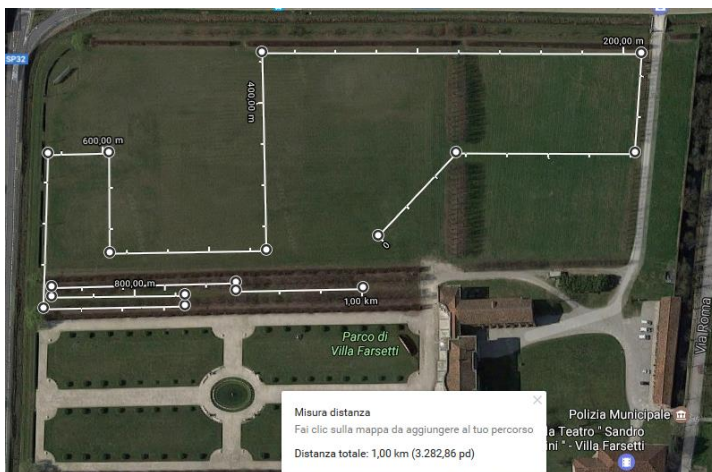 200,00 m
SP32
400,00 m
600,00 m
0
800,00 m
1,00 km
Parco di
Villa Farsetti
Via Roma
Misura distanza
Fai clic sulla mappa da aggiungere al tuo percorso
Distanza totale: 1,00 km (3.282,86 pd)
Polizia Municipale
la Teatro " Sandro
ini " - Villa Farsetti